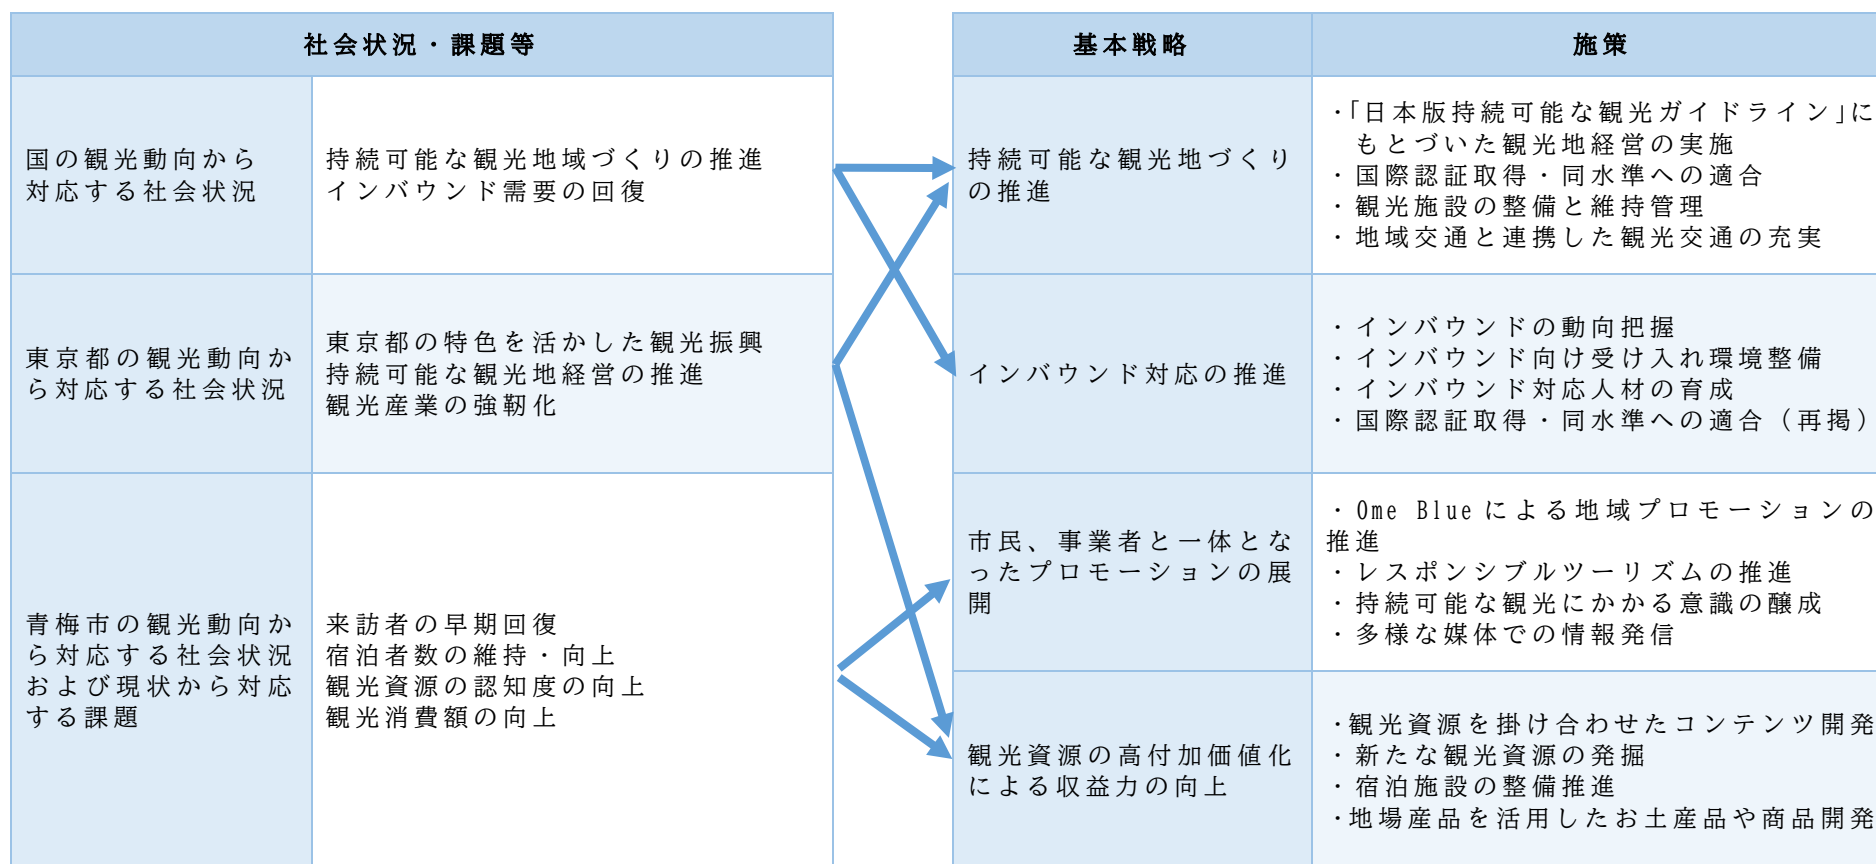 社会状況・課題等
国の観光動向から
対応する社会状況
持続可能な観光地域づくりの推進
インバウンド需要の回復
東京都の観光動向か
ら対応する社会状況
東京都の特色を活かした観光振興
持続可能な観光地経営の推進
観光産業の強靭化
青梅市の観光動向か
ら対応する社会状況
および現状から対応
する課題
来訪者の早期回復
宿泊者数の維持・向上
観光資源の認知度の向上
観光消費額の向上
基本戦略
施策
持続可能な観光地づくり
の推進
・「日本版持続可能な観光ガイドライン」に
もとづいた観光地経営の実施
・国際認証取得・同水準への適合
・観光施設の整備と維持管理
・地域交通と連携した観光交通の充実
インバウンド対応の推進
・インバウンドの動向把握
・インバウンド向け受け入れ環境整備
・インバウンド対応人材の育成
・国際認証取得・同水準への適合（再掲）
市民、事業者と一体とな
ったプロモーションの展
開
・Ome Blueによる地域プロモーションの
推進
・レスポンシブルツーリズムの推進
・持続可能な観光にかかる意識の醸成
・多様な媒体での情報発信
観光資源の高付加価値化
による収益力の向上
・観光資源を掛け合わせたコンテンツ開発
・新たな観光資源の発掘
・宿泊施設の整備推進
・地場産品を活用したお土産品や商品開発